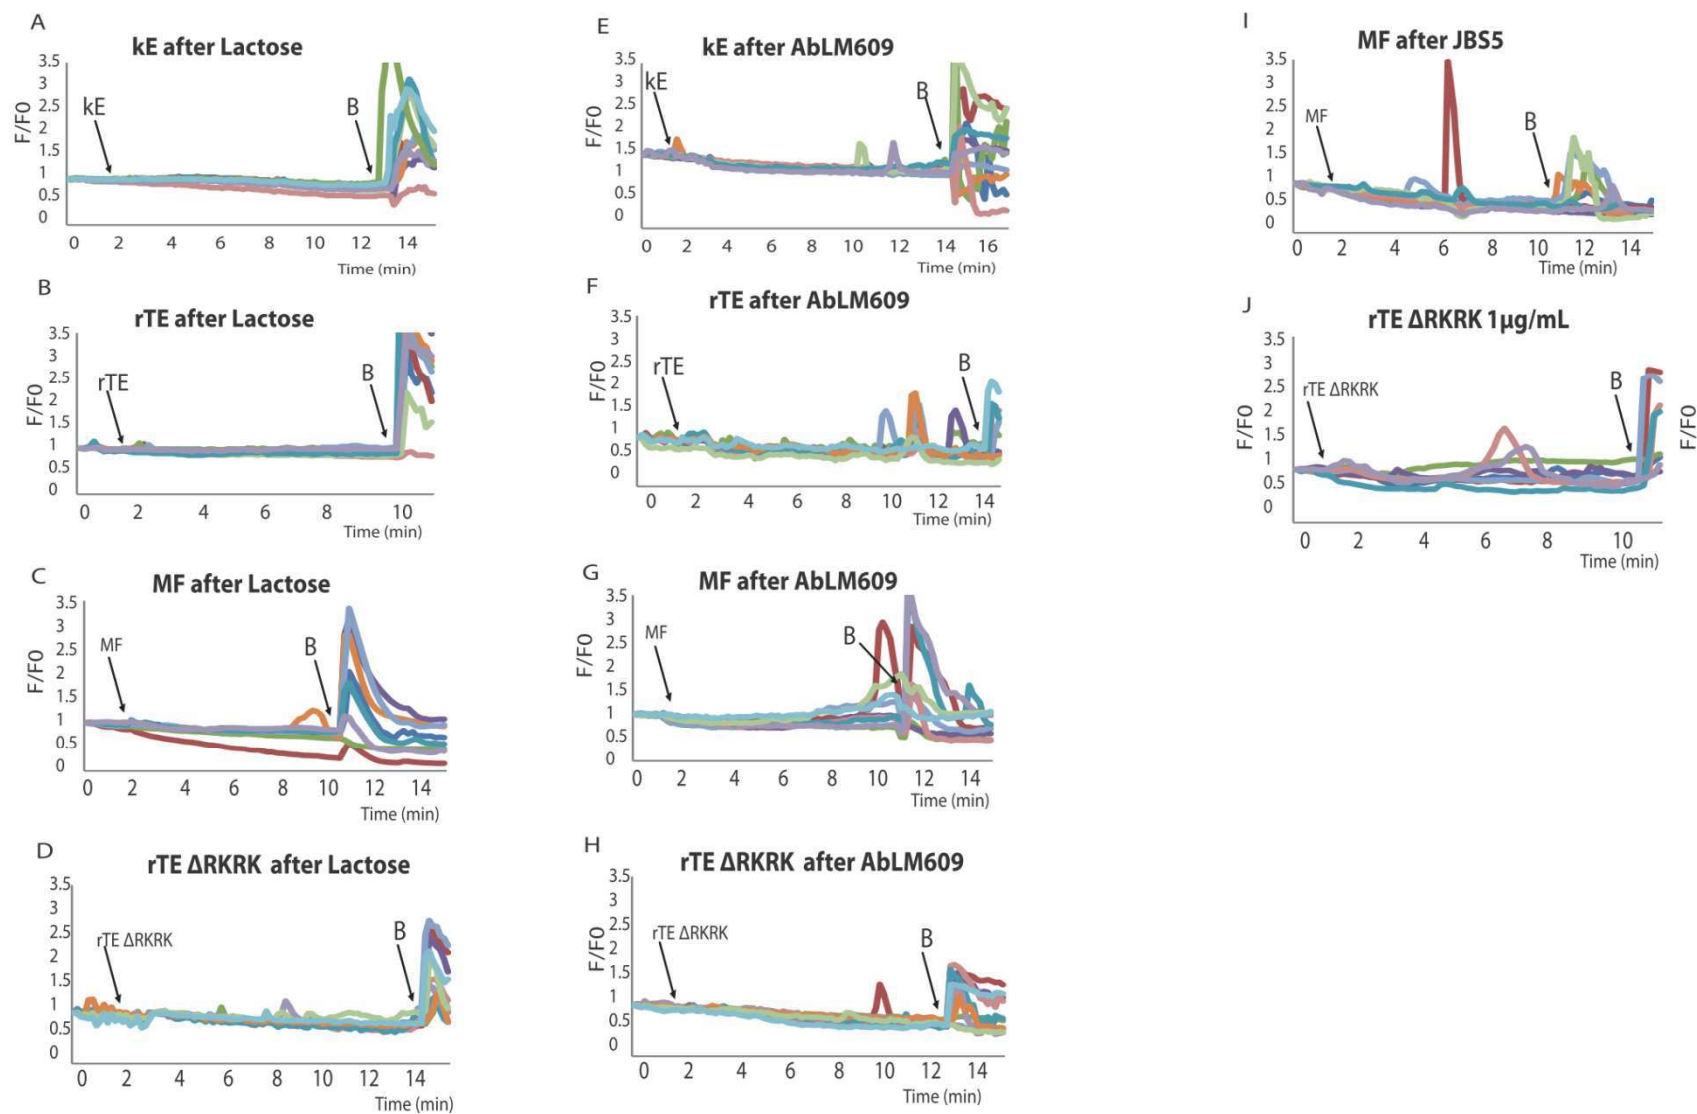 A
kE after Lactose
3.5
3
2.5
2
1.5
1
0.5
0
F/F0
kE
B
0 2 4 6 8 10 12 14
Time (min)
B
rTE after Lactose
3.5
3
2.5
2
1.5
1
0.5
0
F/F0
rTE
B
0 2 4 6 8 10
Time (min)
C
MF after Lactose
3.5
3
2.5
2
1.5
1
0.5
0
F/F0
MF
B
0 2 4 6 8 10 12 14
Time (min)
D
rTE ΔRKRK after Lactose
3.5
3
2.5
2
1.5
1
0.5
0
rTE ΔRKRK
B
0 2 4 6 8 10 12 14
Time (min)
E
kE after AbLM609
3.5
3
2.5
2
1.5
1
0.5
0
F/F0
kE
B
0 2 4 6 8 10 12 14 16
Time (min)
F
rTE after AbLM609
3.5
3
2.5
2
1.5
1
0.5
0
F/F0
rTE
B
0 2 4 6 8 10 12 14
Time (min)
G
MF after AbLM609
3.5
3
2.5
2
1.5
1
0.5
0
F/F0
MF
B
0 2 4 6 8 10 12 14
Time (min)
H
rTE ΔRKRK after AbLM609
3.5
3
2.5
2
1.5
1
0.5
0
F/F0
rTE ΔRKRK
B
0 2 4 6 8 10 12 14
Time (min)
I
MF after JBS5
3.5
3
2.5
2
1.5
1
0.5
0
F/F0
MF
B
0 2 4 6 8 10 12 14
Time (min)
J
rTE ΔRKRK 1µg/mL
3.5
3
2.5
2
1.5
1
0.5
0
F/F0
rTE ΔRKRK
B
0 2 4 6 8 10
Time (min)
F/F0